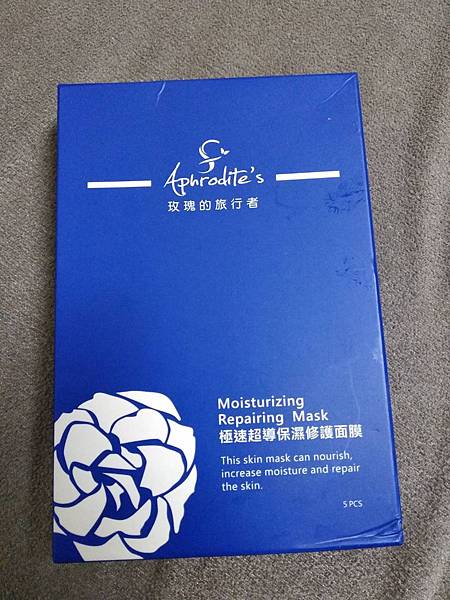 Aphrodite's
玫瑰的旅行者
Moisturizing
Repairing Mask
極速超導保濕修護面膜
This skin mask can nourish,
increase moisture and repair
the skin.
5 PCS